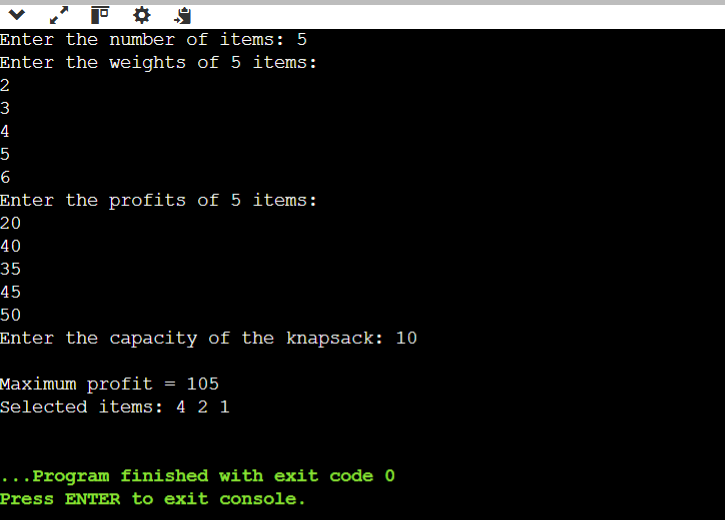 Enter the number of items: 5
Enter the weights of 5 items:
2
3
4
5
6
Enter the profits of 5 items:
20
40
35
45
50
Enter the capacity of the knapsack: 10
Maximum profit = 105
Selected items: 4 2 1
...Program finished with exit code 0
Press ENTER to exit console.